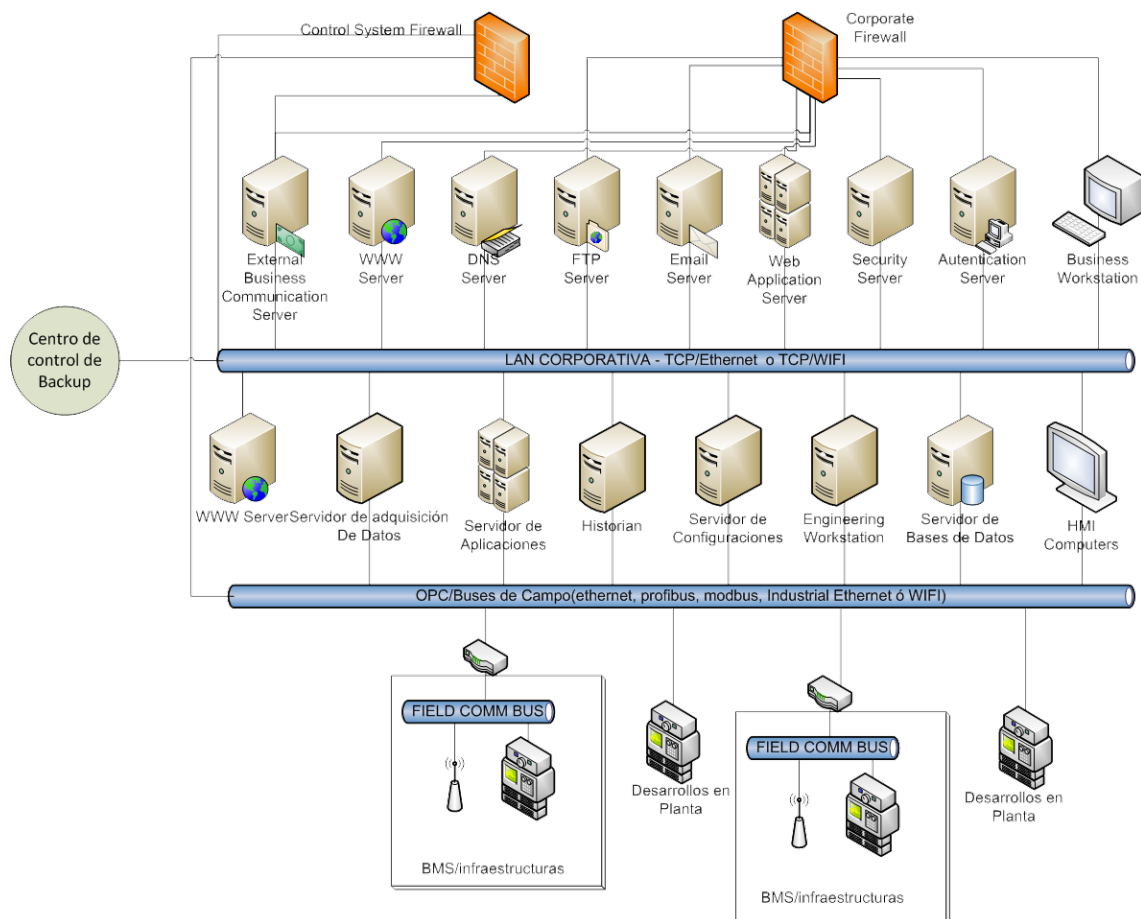 Control System Firewall
Corporate
Firewall
External
Business
Communication
Server
WWW
Server
DNS
Server
FTP
Server
Email
Server
Web
Application
Server
Security
Server
Autentication
Server
Business
Workstation
Centro de
control de
Backup
LAN CORPORATIVA - TCP/Ethernet o TCP/WIFI
WWW Server
Servidor de adquisición
De Datos
Servidor de
Aplicaciones
Historian
Servidor de
Configuraciones
Engineering
Workstation
Servidor de
Bases de Datos
HMI
Computers
OPC/Buses de Campo(ethernet, profibus, modbus, Industrial Ethernet ó WIFI)
FIELD COMM BUS
BMS/infraestructuras
Desarrollos en
Planta
FIELD COMM BUS
BMS/infraestructuras
Desarrollos en
Planta